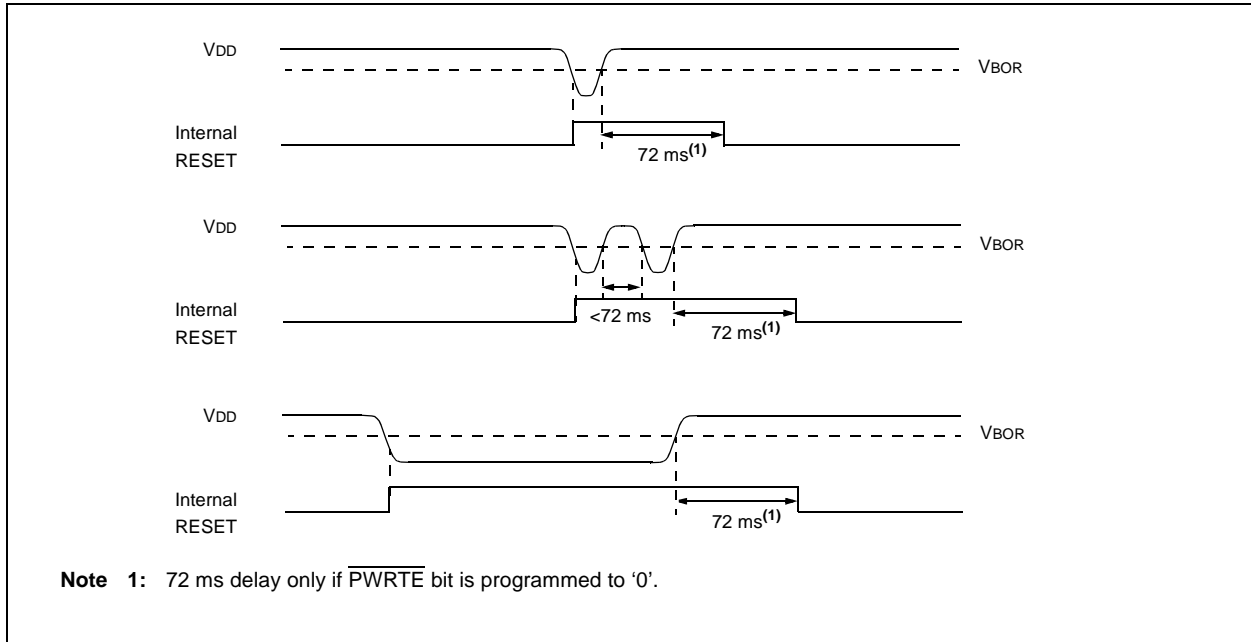 VDD
VBOR
Internal
RESET
72 ms(1)
VDD
VBOR
Internal
RESET
<72 ms
72 ms(1)
VDD
VBOR
Internal
RESET
72 ms(1)
Note 1: 72 ms delay only if PWRTE bit is programmed to ‘0’.